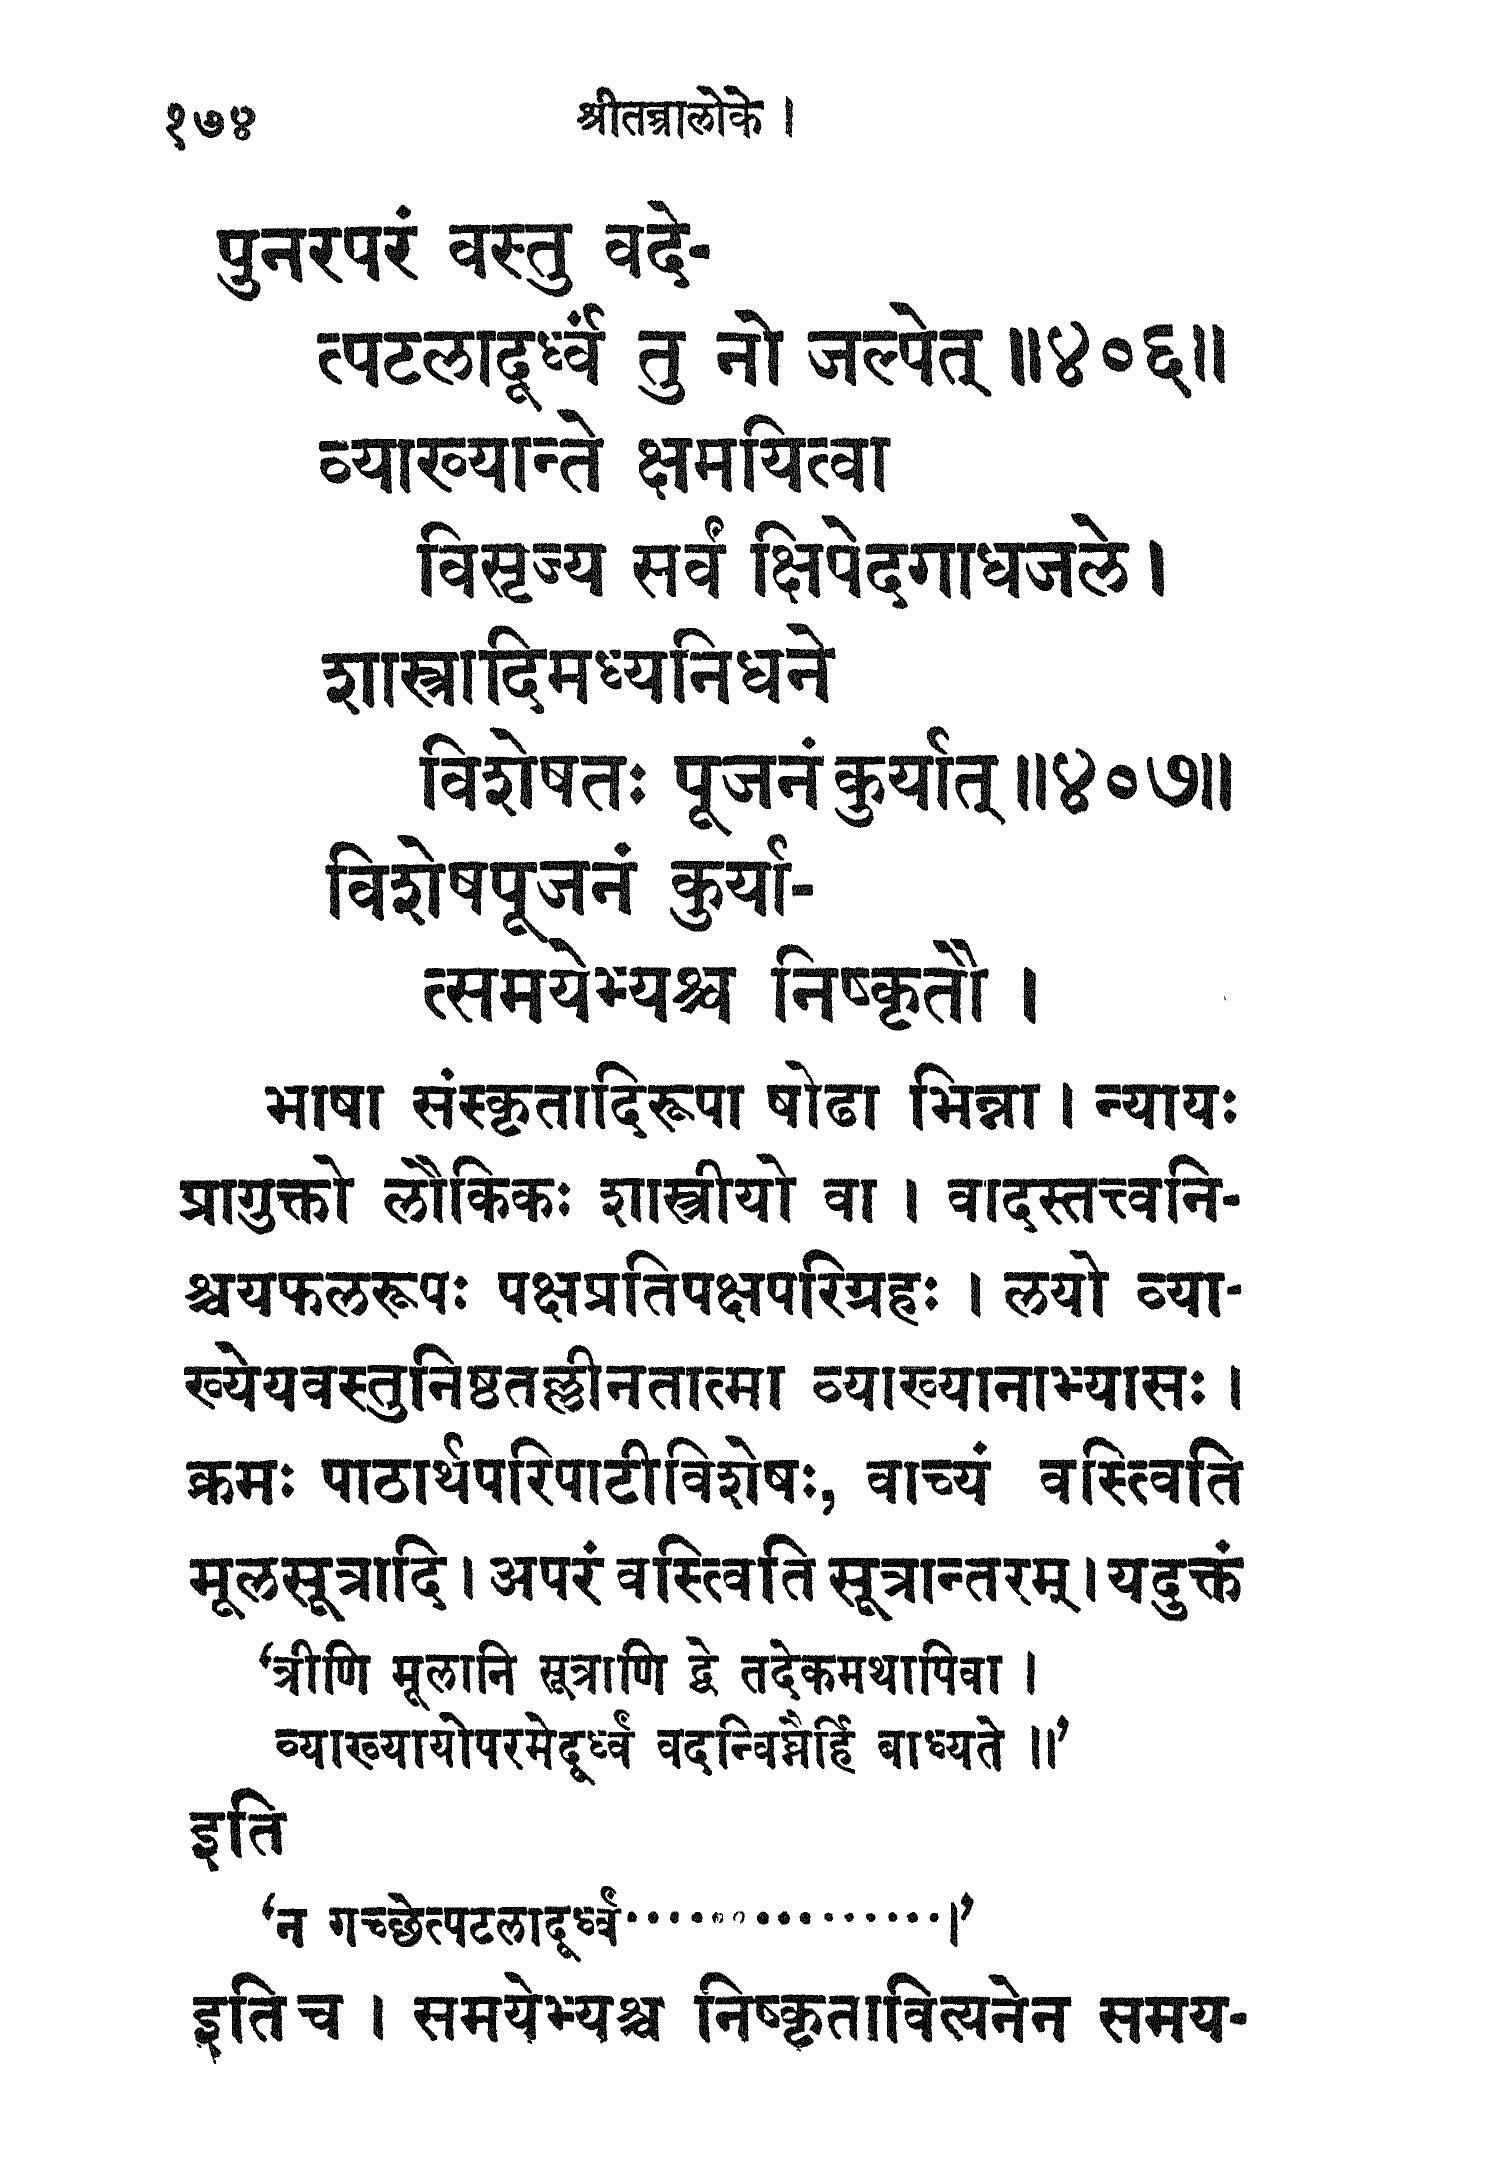 १७४ श्रीतन्त्रालोके ।
पुनरपरं वस्तु वदे-
त्पटलादूर्ध्वं तु नो जल्पेत् ॥४०६॥
व्याख्यान्ते क्षमयित्वा
विसृज्य सर्वं क्षिपेदगाधजले ।
शास्त्रादिमध्यनिधने
विशेषतः पूजनं कुर्यात् ॥४०७॥
विशेषपूजनं कुर्या-
त्समयेभ्यश्च निष्कृतौ ।
भाषा संस्कृतादिरूपा षोढा भिन्ना । न्यायः
प्रागुक्तो लौकिकः शास्त्रीयो वा । वादस्तत्त्वनि-
श्चयफलरूपः पक्षप्रतिपक्षपरिग्रहः । लयो व्या-
ख्येयवस्तुनिष्ठतल्लीनतात्मा व्याख्यानाभ्यासः ।
क्रमः पाठार्थपरिपाटीविशेषः, वाच्यं वस्त्विति
मूलसूत्रादि । अपरं वस्त्विति सूत्रान्तरम् । यदुक्तं
‘त्रीणि मूलानि सूत्राणि द्वे तदेकमथापिवा ।
व्याख्यायोपरमेदूर्ध्वं वदन्विघ्नैर्हि बाध्यते ॥’
इति
‘न गच्छेत्पटलादूर्ध्वं................।’
इति च । समयेभ्यश्च निष्कृतावित्यनेन समय-